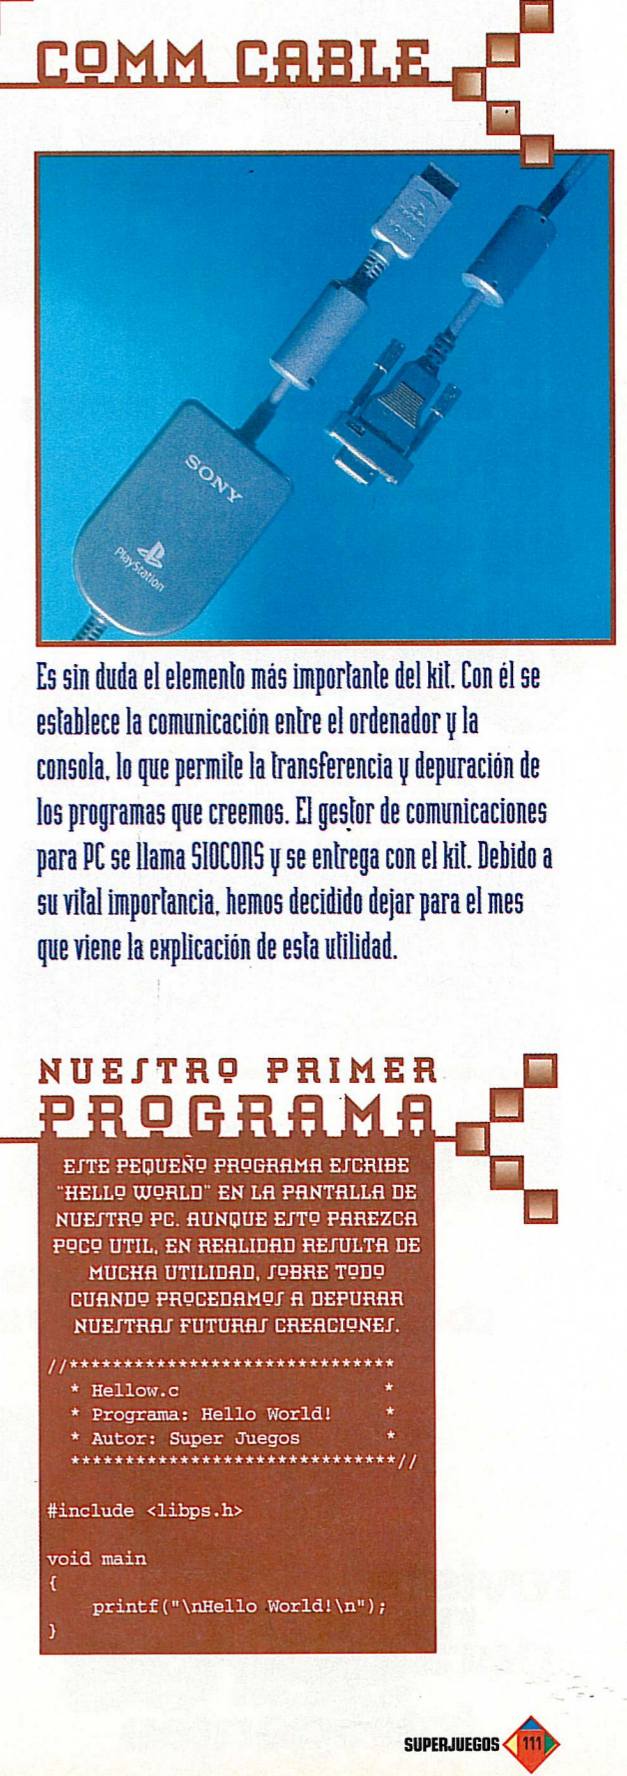 COMM CABLE
SONY
PlayStation
Es sin duda el elemento más importante del kit. Con él se
establece la comunicación entre el ordenador y la
consola, lo que permite la transferencia y depuración de
los programas que creemos. El gestor de comunicaciones
para PC se llama SIOCONS y se entrega con el kit. Debido a
su vital importancia, hemos decidido dejar para el mes
que viene la explicación de esta utilidad.
NUESTRO PRIMER
PROGRAMA
ESTE PEQUEÑO PROGRAMA ESCRIBE
"HELLO WORLD" EN LA PANTALLA DE
NUESTRO PC. AUNQUE ESTO PAREZCA
POCO UTIL, EN REALIDAD RESULTA DE
MUCHA UTILIDAD, SOBRE TODO
CUANDO PROCEDAMOS A DEPURAR
NUESTRAS FUTURAS CREACIONES.
//******************************
* Hellow.c *
* Programa: Hello World! *
* Autor: Super Juegos *
******************************//
#include <libps.h>
void main
{
printf("\nHello World!\n");
}
SUPERJUEGOS 111